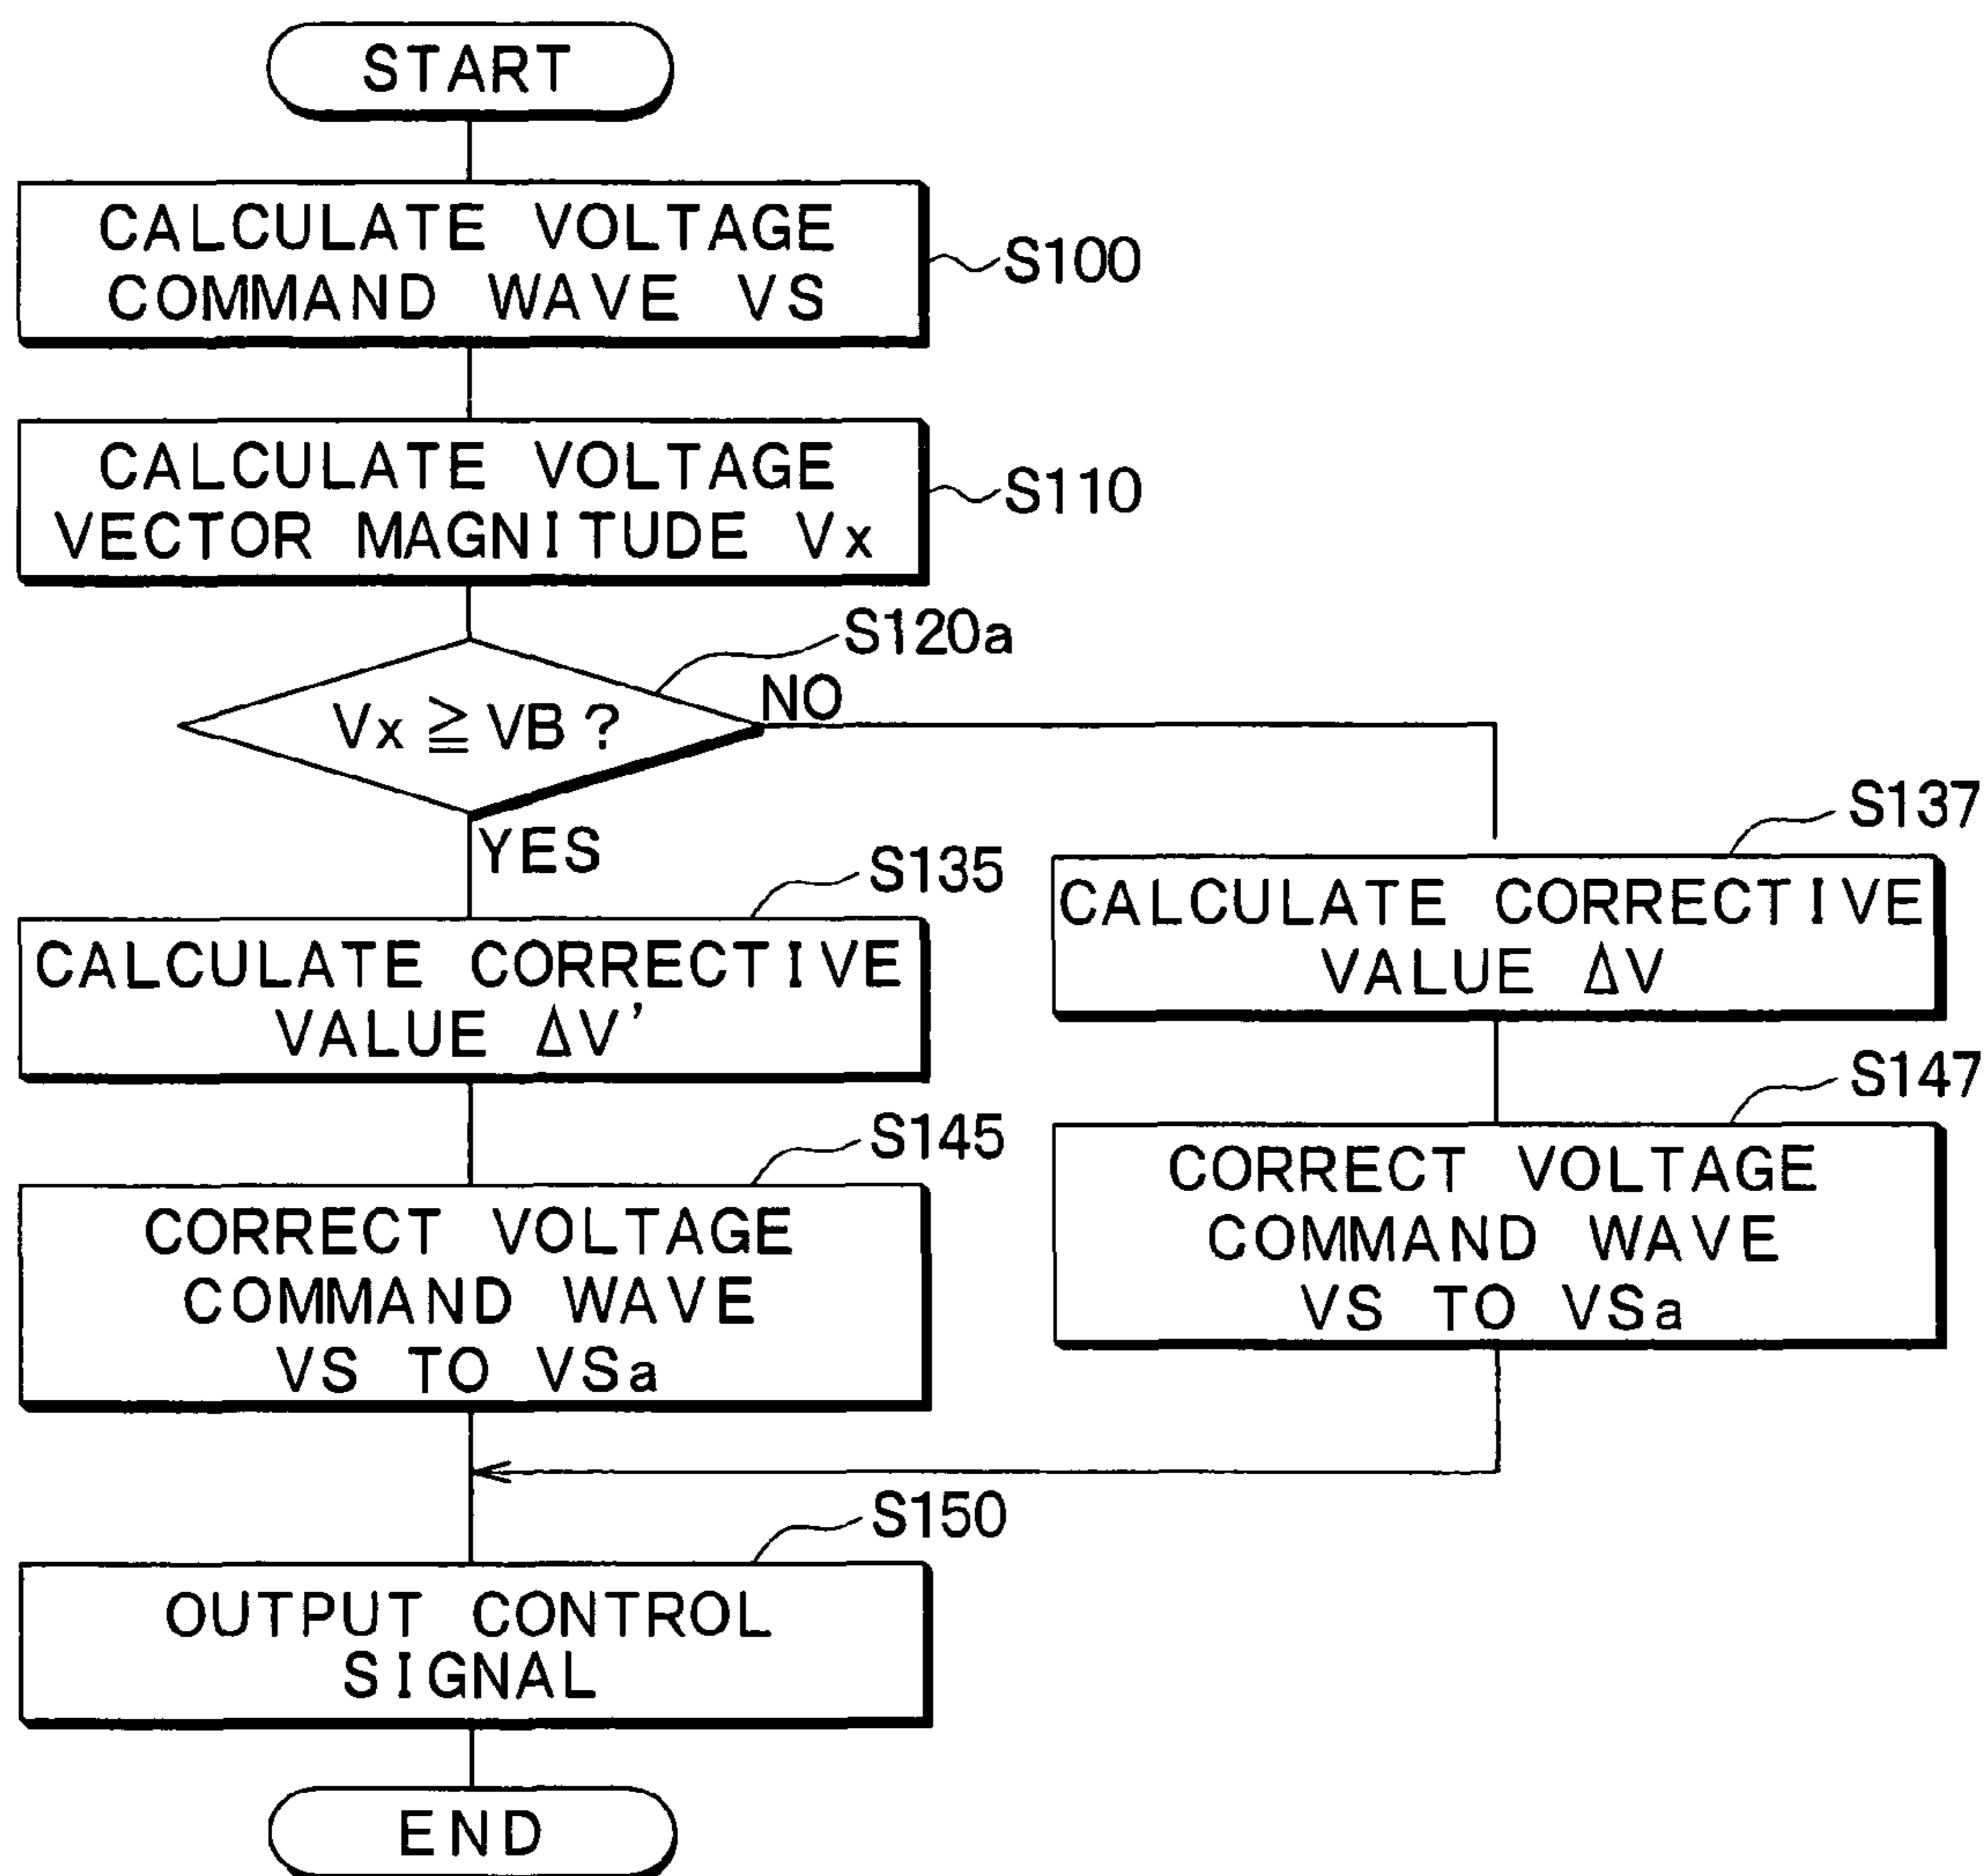 START
CALCULATE VOLTAGE
COMMAND WAVE VS
S100
CALCULATE VOLTAGE
VECTOR MAGNITUDE Vx
S110
S120a
Vx ≧ VB ?
NO
YES
S135
CALCULATE CORRECTIVE
VALUE ΔV'
S137
CALCULATE CORRECTIVE
VALUE ΔV
S145
CORRECT VOLTAGE
COMMAND WAVE
VS TO VSa
S147
CORRECT VOLTAGE
COMMAND WAVE
VS TO VSa
S150
OUTPUT CONTROL
SIGNAL
END